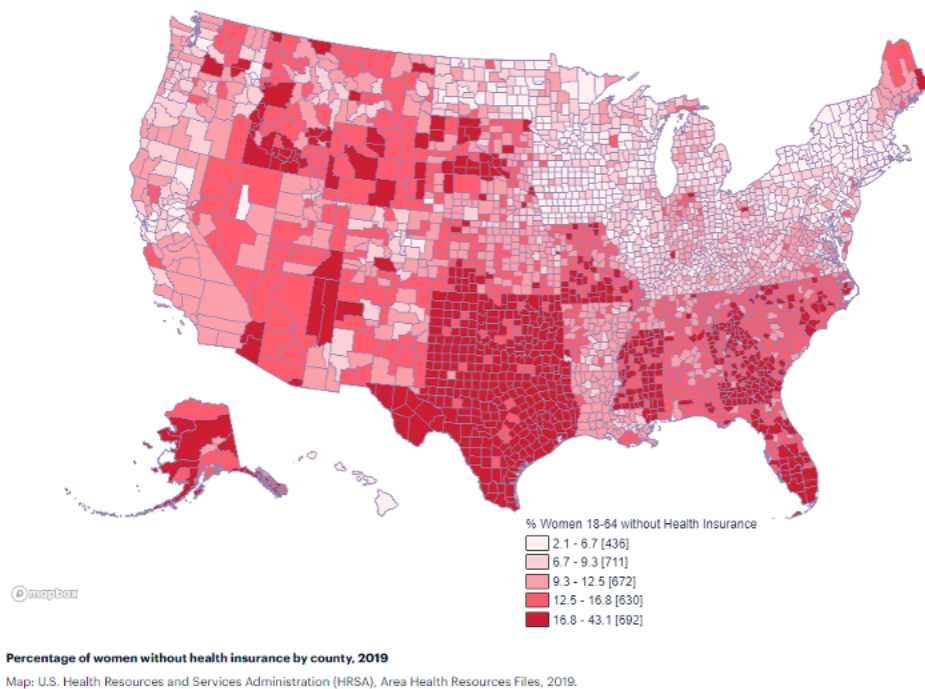 % Women 18-64 without Health Insurance
2.1 - 6.7 [436]
6.7 - 9.3 [711]
9.3 - 12.5 [672]
12.5 - 16.8 [630]
16.8 - 43.1 [692]
mapbox
Percentage of women without health insurance by county, 2019
Map: U.S. Health Resources and Services Administration (HRSA), Area Health Resources Files, 2019.